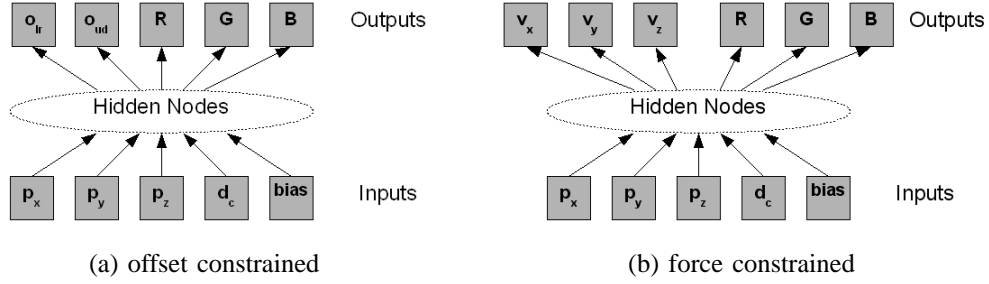 o_lr o_ud R G B Outputs
Hidden Nodes
p_x p_y p_z d_c bias Inputs
(a) offset constrained
v_x v_y v_z R G B Outputs
Hidden Nodes
p_x p_y p_z d_c bias Inputs
(b) force constrained